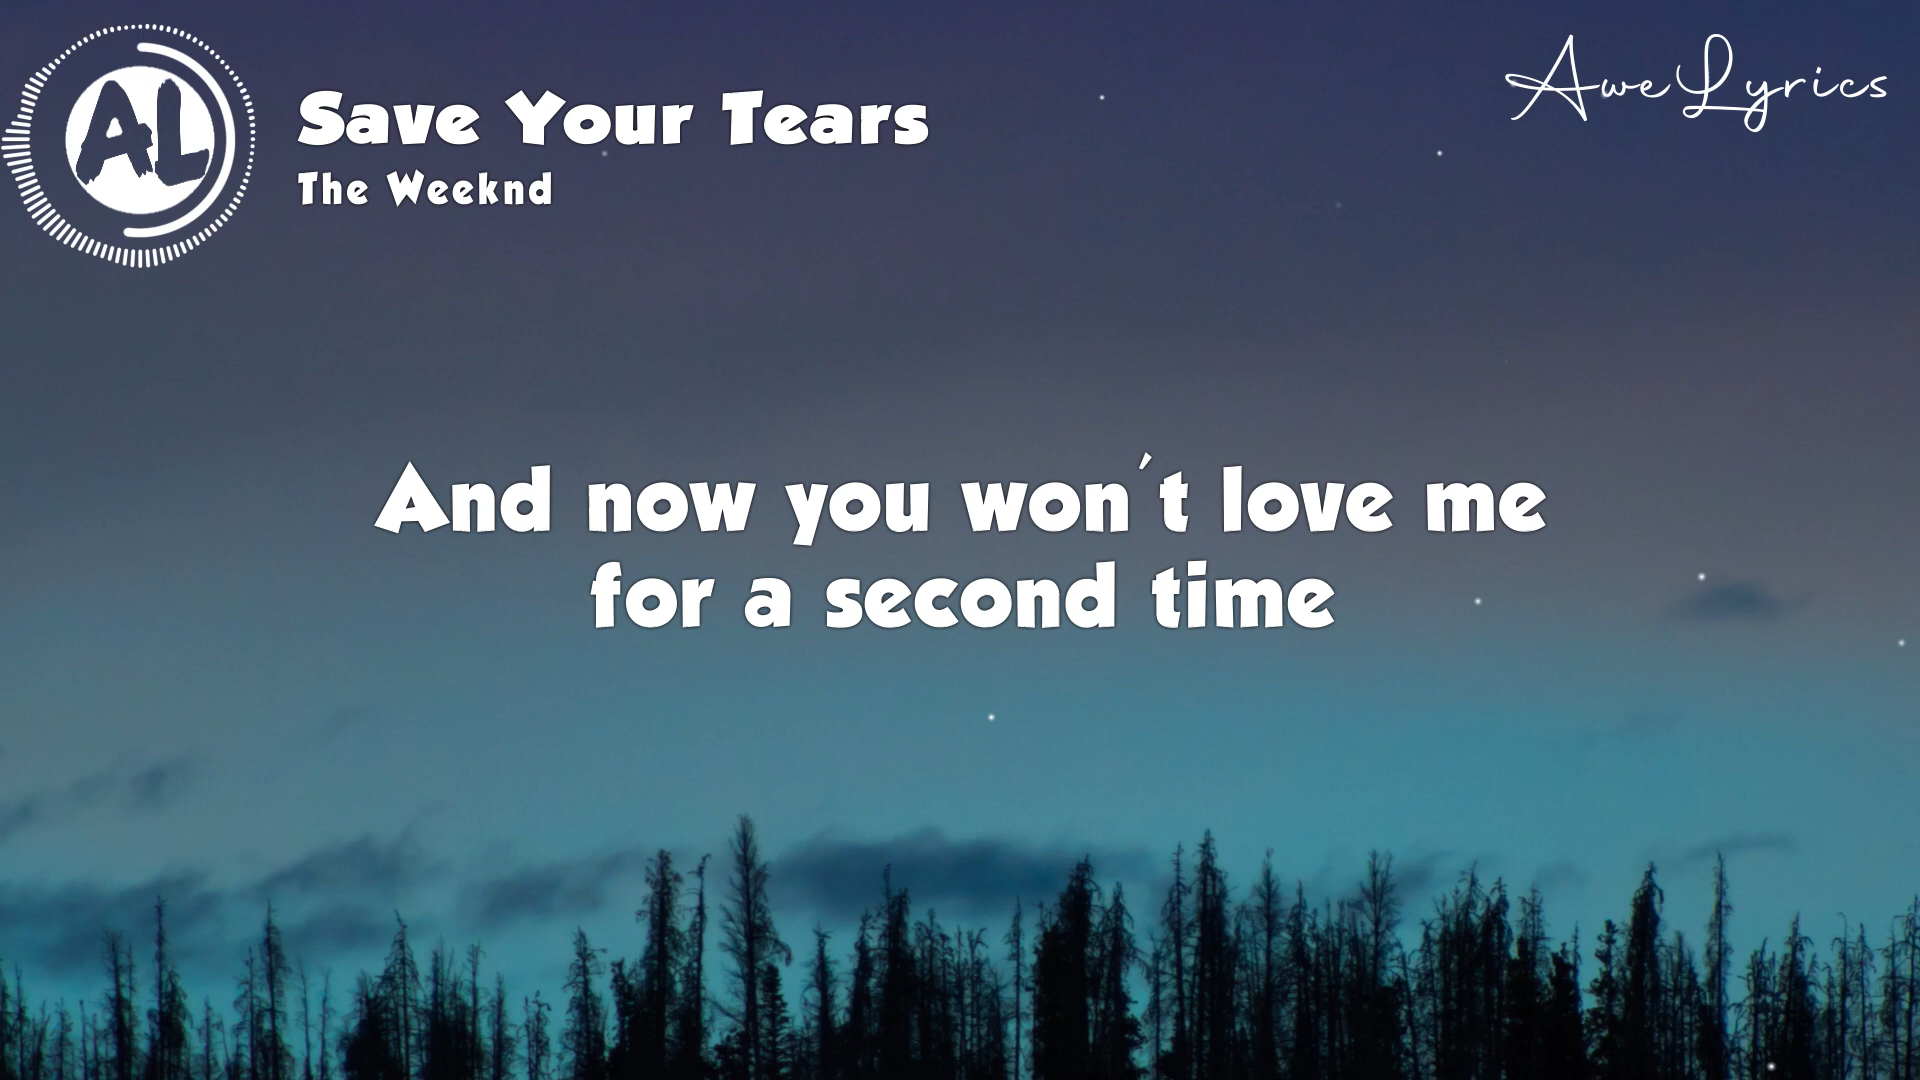 AL
Save Your Tears
The Weeknd
AweLyrics
And now you won't love me
for a second time